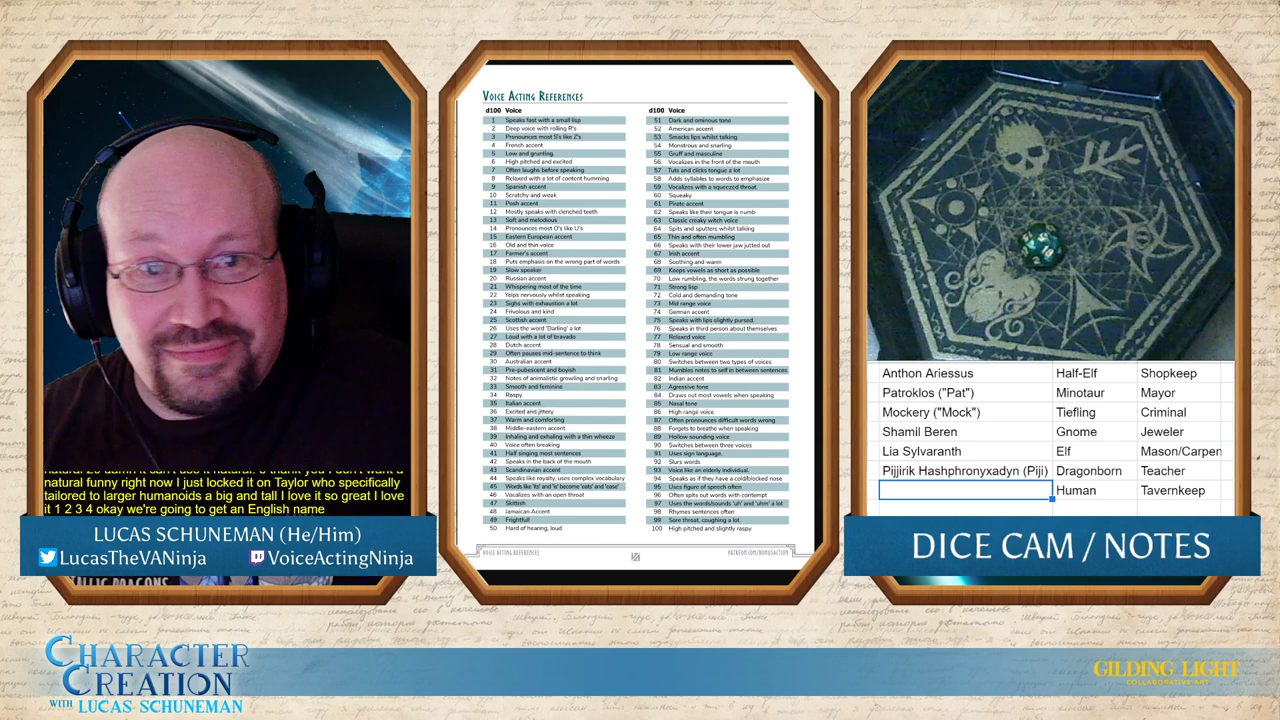 natural funny right now I just locked it on Taylor who specifically
tailored to larger humanoids a big and tall I love it so great I love
it 1 2 3 4 okay we're going to get an English name
LUCAS SCHUNEMAN (He/Him)
LucasTheVANinja VoiceActingNinja
VOICE ACTING REFERENCES
d100 Voice
1 Speaks fast with a small lisp
2 Deep voice with rolling R's
3 Pronounces most S's like Z's
4 French accent
5 Low and grunting.
6 High pitched and excited
7 Often laughs before speaking
8 Relaxed with a lot of content humming
9 Spanish accent
10 Scratchy and weak
11 Posh accent
12 Mostly speaks with clenched teeth
13 Soft and melodious
14 Pronounces most O's like U's
15 Eastern European accent
16 Old and thin voice
17 Farmer's accent
18 Puts emphasis on the wrong part of words
19 Slow speaker
20 Russian accent
21 Whispering most of the time
22 Yelps nervously whilst speaking
23 Sighs with exhaustion a lot
24 Frivolous and kind
25 Scottish accent
26 Uses the word 'Darling' a lot
27 Loud with a lot of bravado
28 Dutch accent
29 Often pauses mid-sentence to think
30 Australian accent
31 Pre-pubescent and boyish
32 Notes of animalistic growling and snarling
33 Smooth and feminine
34 Raspy
35 Italian accent
36 Excited and jittery
37 Warm and comforting
38 Middle-eastern accent
39 Inhaling and exhaling with a thin wheeze
40 Voice often breaking
41 Half singing most sentences
42 Speaks in the back of the mouth
43 Scandinavian accent
44 Speaks like royalty, uses complex vocabulary
45 Words like 'its' and 'is' become 'eats' and 'ease'
46 Vocalizes with an open throat
47 Skittish
48 Jamaican Accent
49 Frightful
50 Hard of hearing, loud
d100 Voice
51 Dark and ominous tone
52 American accent
53 Smacks lips whilst talking
54 Monstrous and snarling
55 Gruff and masculine
56 Vocalizes in the front of the mouth
57 Tuts and clicks tongue a lot
58 Adds syllables to words to emphasize
59 Vocalizes with a squeezed throat.
60 Squeaky
61 Pirate accent
62 Speaks like their tongue is numb
63 Classic creaky witch voice
64 Spits and sputters whilst talking
65 Thin and often mumbling
66 Speaks with their lower jaw jutted out
67 Irish accent
68 Soothing and warm
69 Keeps vowels as short as possible
70 Low rumbling, the words strung together
71 Strong lisp
72 Cold and demanding tone
73 Mid range voice
74 German accent
75 Speaks with lips slightly pursed.
76 Speaks in third person about themselves
77 Relaxed voice
78 Sensual and smooth
79 Low range voice
80 Switches between two types of voices
81 Mumbles notes to self in between sentences
82 Indian accent
83 Agressive tone
84 Draws out most vowels when speaking
85 Nasal tone
86 High range voice
87 Often pronounces difficult words wrong
88 Forgets to breathe when speaking
89 Hollow sounding voice
90 Switches between three voices
91 Uses sign language.
92 Slurs words
93 Voice like an elderly individual.
94 Speaks as if they have a cold/blocked nose
95 Uses figure of speech often
96 Often spits out words with contempt
97 Uses the words/sounds 'uh' and 'uhm' a lot
98 Rhymes sentences often
99 Sore throat, coughing a lot.
100 High pitched and slightly raspy
VOICE ACTING REFERENCES PATREON.COM/BONUSACTION
Anthon Ariessus Half-Elf Shopkeep
Patroklos ("Pat") Minotaur Mayor
Mockery ("Mock") Tiefling Criminal
Shamil Beren Gnome Jeweler
Lia Sylvaranth Elf Mason/Carpen
Pijjirik Hashphronyxadyn (Piji) Dragonborn Teacher
Human Tavernkeep
DICE CAM / NOTES
CHARACTER
CREATION
WITH LUCAS SCHUNEMAN
GILDING LIGHT
COLLABORATIVE ART